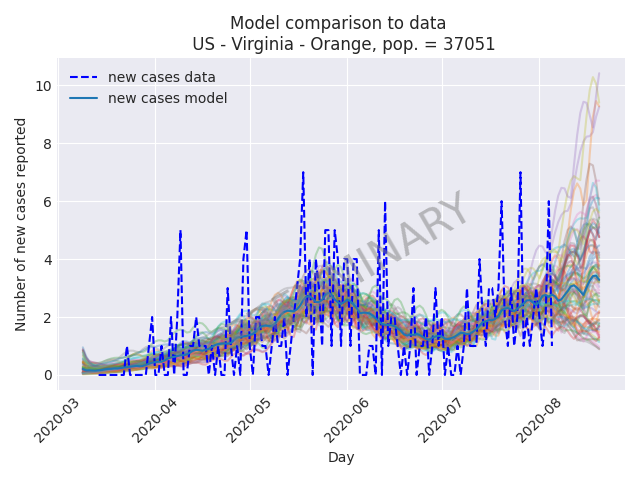 Model comparison to data
US - Virginia - Orange, pop. = 37051
new cases data
new cases model
Number of new cases reported
10
8
6
4
2
0
2020-03
2020-04
2020-05
2020-06
2020-07
2020-08
Day